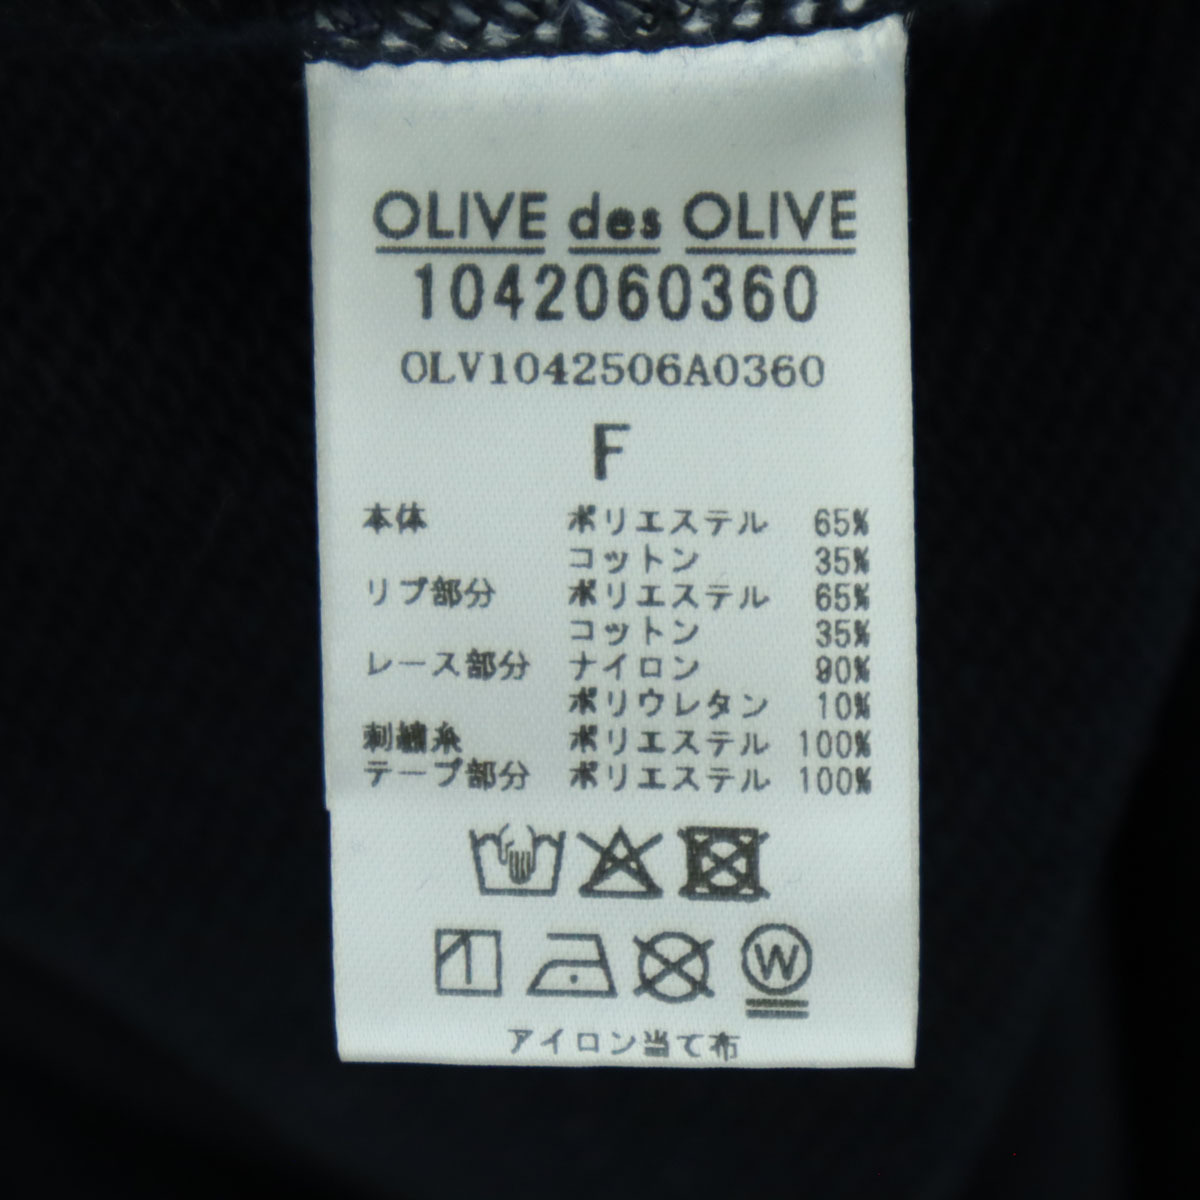 OLIVE des OLIVE
1042060360
OLV1042506A0360
F
本体 ポリエステル 65%
コットン 35%
リブ部分 ポリエステル 65%
コットン 35%
レース部分 ナイロン 90%
ポリウレタン 10%
刺繍糸 ポリエステル 100%
テープ部分 ポリエステル 100%
W
アイロン当て布